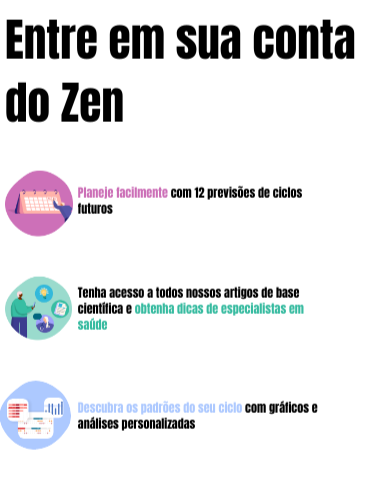 Entre em sua conta
do Zen
Planeje facilmente com 12 previsões de ciclos
futuros
Tenha acesso a todos nossos artigos de base
científica e obtenha dicas de especialistas em
saúde
Descubra os padrões do seu ciclo com gráficos e
análises personalizadas